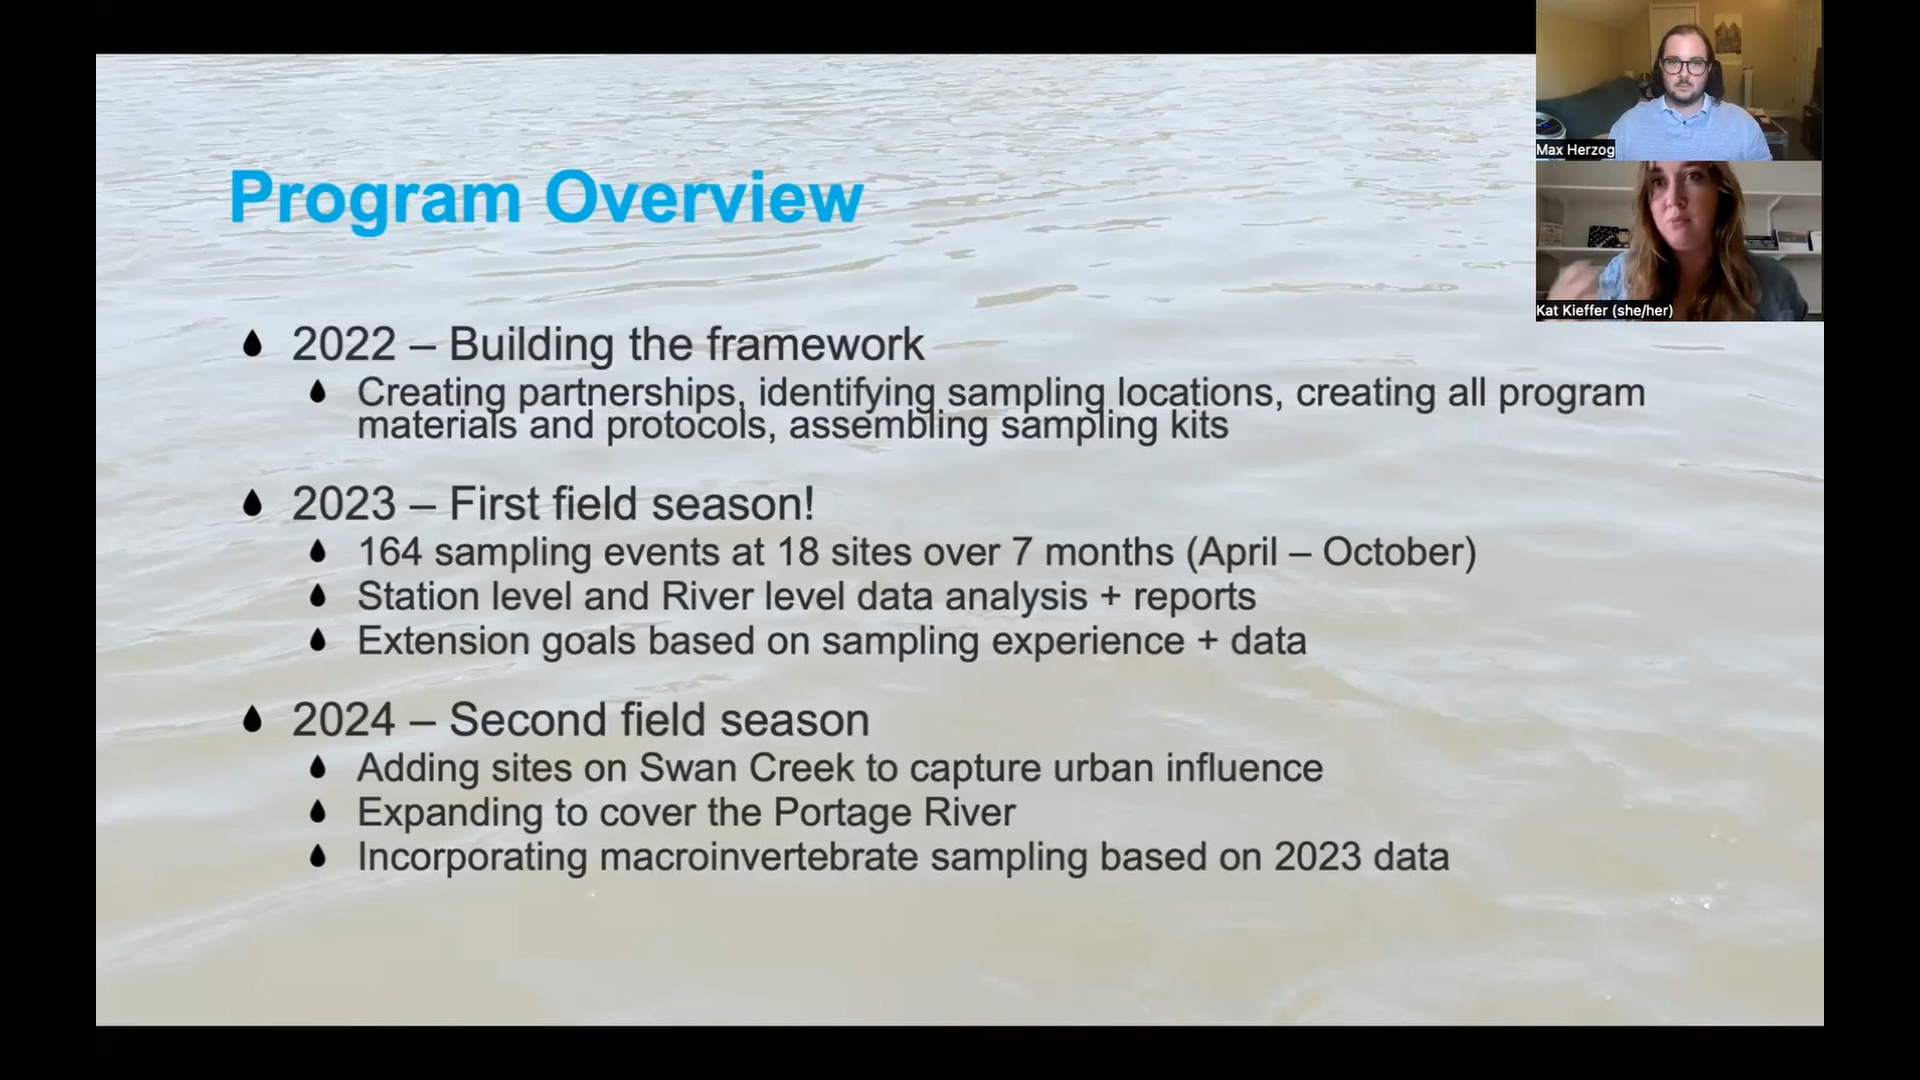 Program Overview
2022 – Building the framework
Creating partnerships, identifying sampling locations, creating all program
materials and protocols, assembling sampling kits
2023 – First field season!
164 sampling events at 18 sites over 7 months (April – October)
Station level and River level data analysis + reports
Extension goals based on sampling experience + data
2024 – Second field season
Adding sites on Swan Creek to capture urban influence
Expanding to cover the Portage River
Incorporating macroinvertebrate sampling based on 2023 data
Max Herzog
Kat Kieffer (she/her)